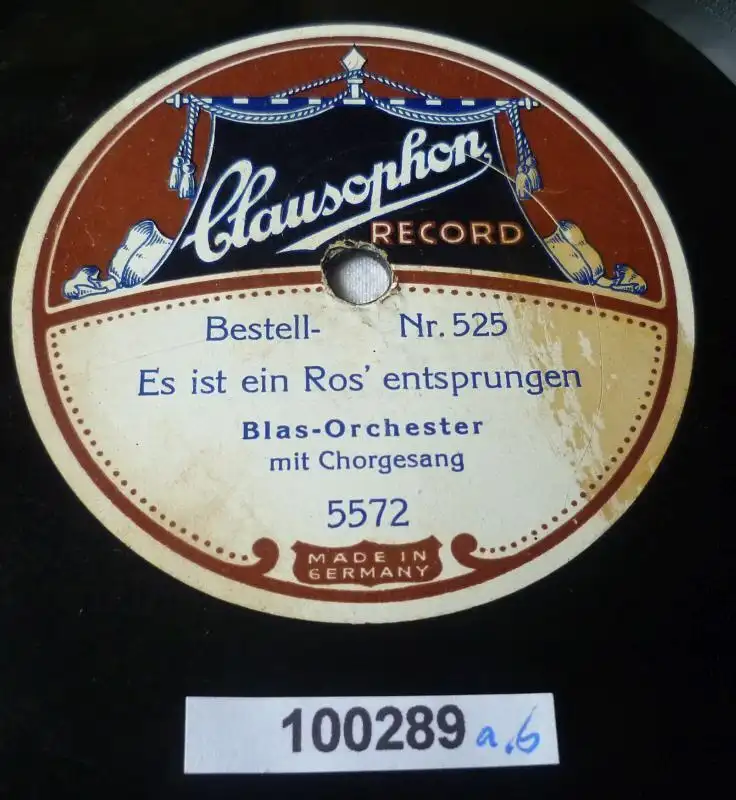 Clausophon
RECORD
Bestell- Nr. 525
Es ist ein Ros' entsprungen
Blas-Orchester
mit Chorgesang
5572
MADE IN
GERMANY
100289 a,b